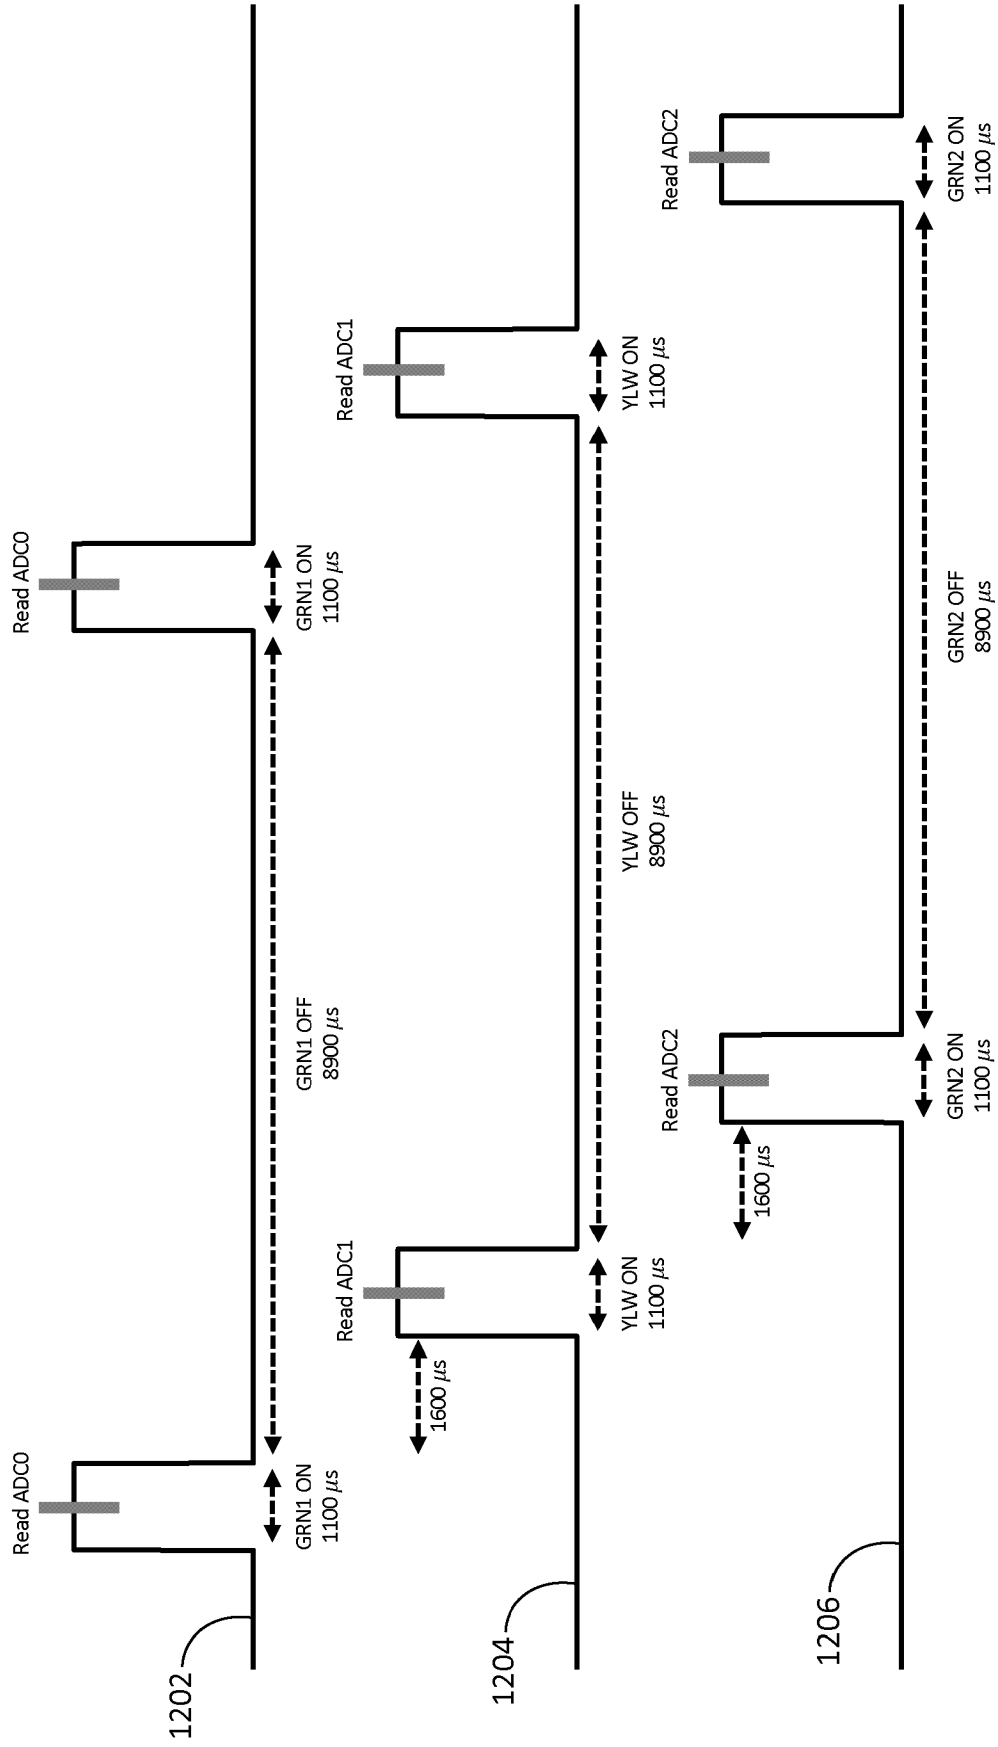 Read ADC0
Read ADC0
1202
GRN1 ON
1100 µs
GRN1 OFF
8900 µs
GRN1 ON
1100 µs
Read ADC1
Read ADC1
1600 µs
1204
YLW ON
1100 µs
YLW OFF
8900 µs
YLW ON
1100 µs
Read ADC2
Read ADC2
1600 µs
1206
GRN2 ON
1100 µs
GRN2 OFF
8900 µs
GRN2 ON
1100 µs